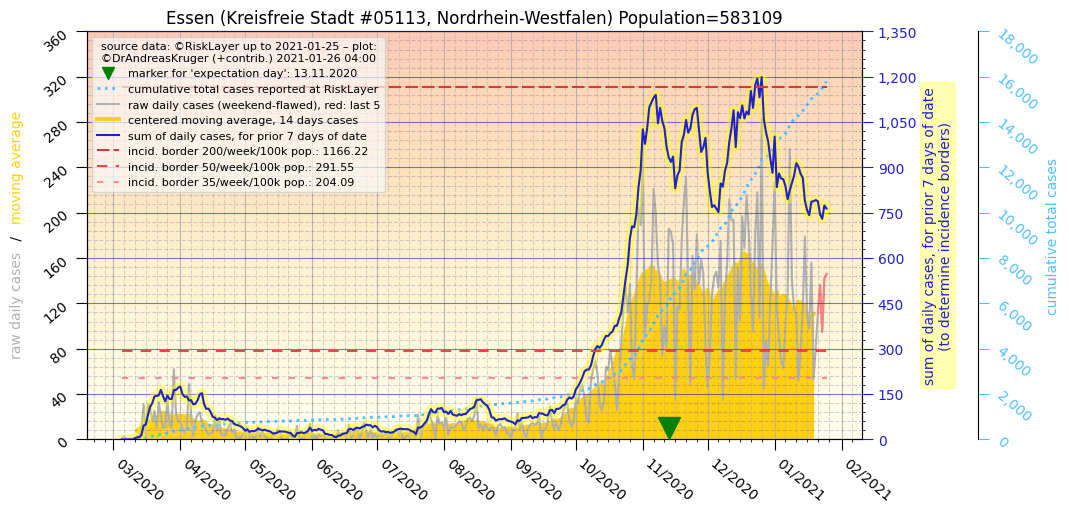 Essen (Kreisfreie Stadt #05113, Nordrhein-Westfalen) Population=583109
source data: ©RiskLayer up to 2021-01-25 – plot:
©DrAndreasKruger (+contrib.) 2021-01-26 04:00
marker for 'expectation day': 13.11.2020
cumulative total cases reported at RiskLayer
raw daily cases (weekend-flawed), red: last 5
centered moving average, 14 days cases
sum of daily cases, for prior 7 days of date
incid. border 200/week/100k pop.: 1166.22
incid. border 50/week/100k pop.: 291.55
incid. border 35/week/100k pop.: 204.09
raw daily cases / moving average
360
320
280
240
200
160
120
80
40
0
03/2020
04/2020
05/2020
06/2020
07/2020
08/2020
09/2020
10/2020
11/2020
12/2020
01/2021
02/2021
1,350
1,200
1,050
900
750
600
450
300
150
0
sum of daily cases, for prior 7 days of date
(to determine incidence borders)
18,000
16,000
14,000
12,000
10,000
8,000
6,000
4,000
2,000
0
cumulative total cases